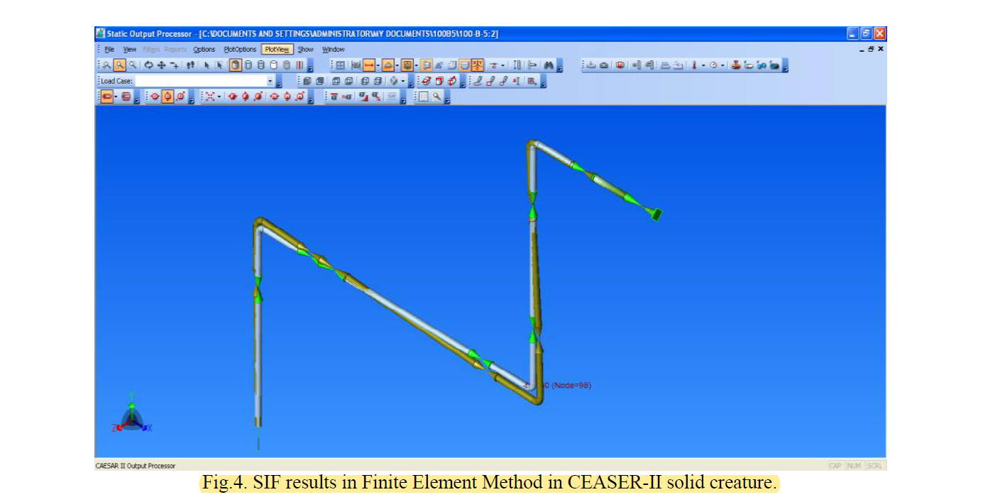 Static Output Processor - [C:\DOCUMENTS AND SETTINGS\ADMINISTRATOR\MY DOCUMENTS\100B5\100-B-5:2]
File View Filters Reports Options PlotOptions PlotView Show Window
Load Case:
SIF
0 (Node=98)
Y
Z X
CAESAR II Output Processor CAP NUM SCRL
Fig.4. SIF results in Finite Element Method in CEASER-II solid creature.